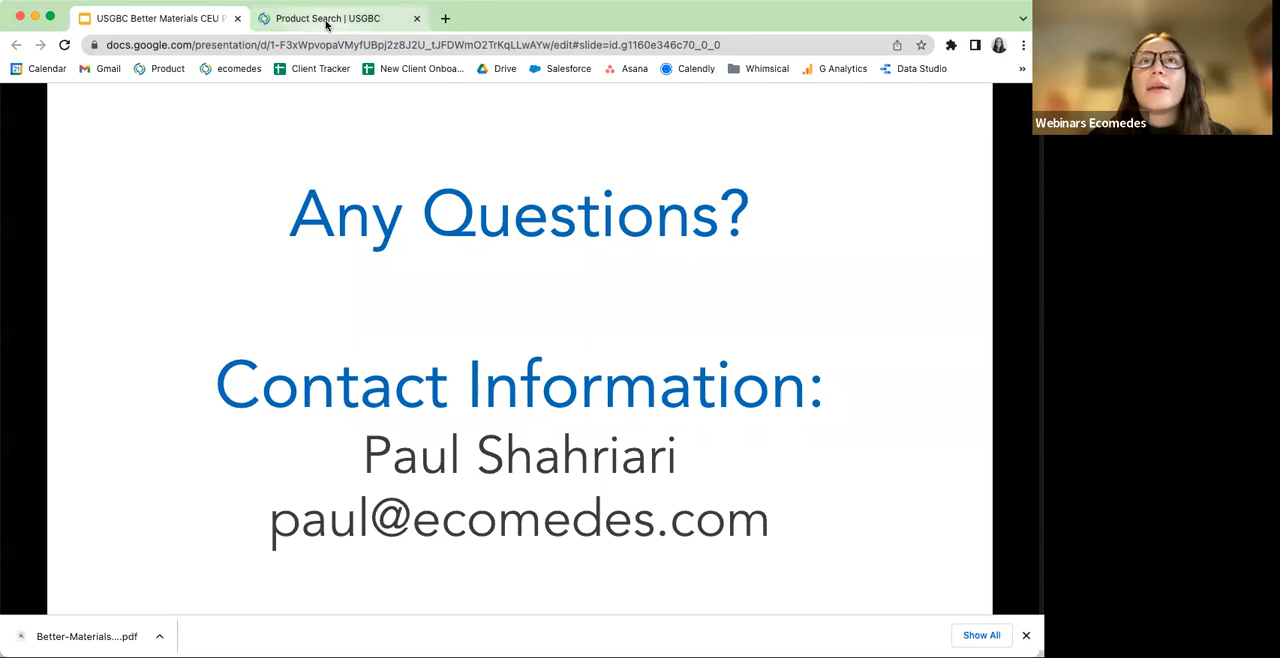 USGBC Better Materials CEU P
Product Search | USGBC
docs.google.com/presentation/d/1-F3xWpvopaVMyfUBpj2z8J2U_tJFDWmO2TrKqLLwAYw/edit#slide=id.g1160e346c70_0_0
Calendar Gmail Product ecomedes Client Tracker New Client Onboa... Drive Salesforce Asana Calendly Whimsical G Analytics Data Studio »
Webinars Ecomedes
Any Questions?
Contact Information:
Paul Shahriari
paul@ecomedes.com
Better-Materials....pdf
Show All